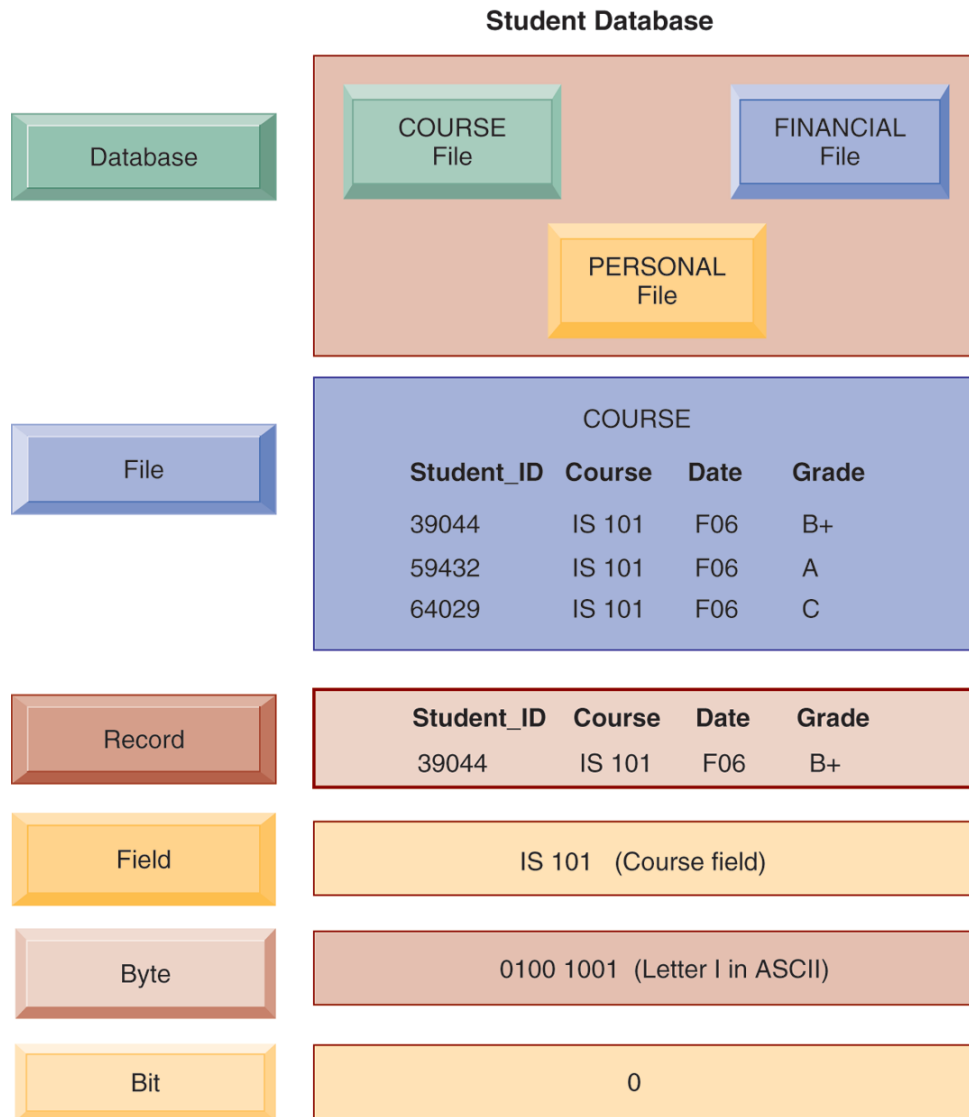 Student Database
Database
COURSE
File
FINANCIAL
File
PERSONAL
File
File
COURSE
Student_ID Course Date Grade
39044 IS 101 F06 B+
59432 IS 101 F06 A
64029 IS 101 F06 C
Record
Student_ID Course Date Grade
39044 IS 101 F06 B+
Field
IS 101 (Course field)
Byte
0100 1001 (Letter I in ASCII)
Bit
0